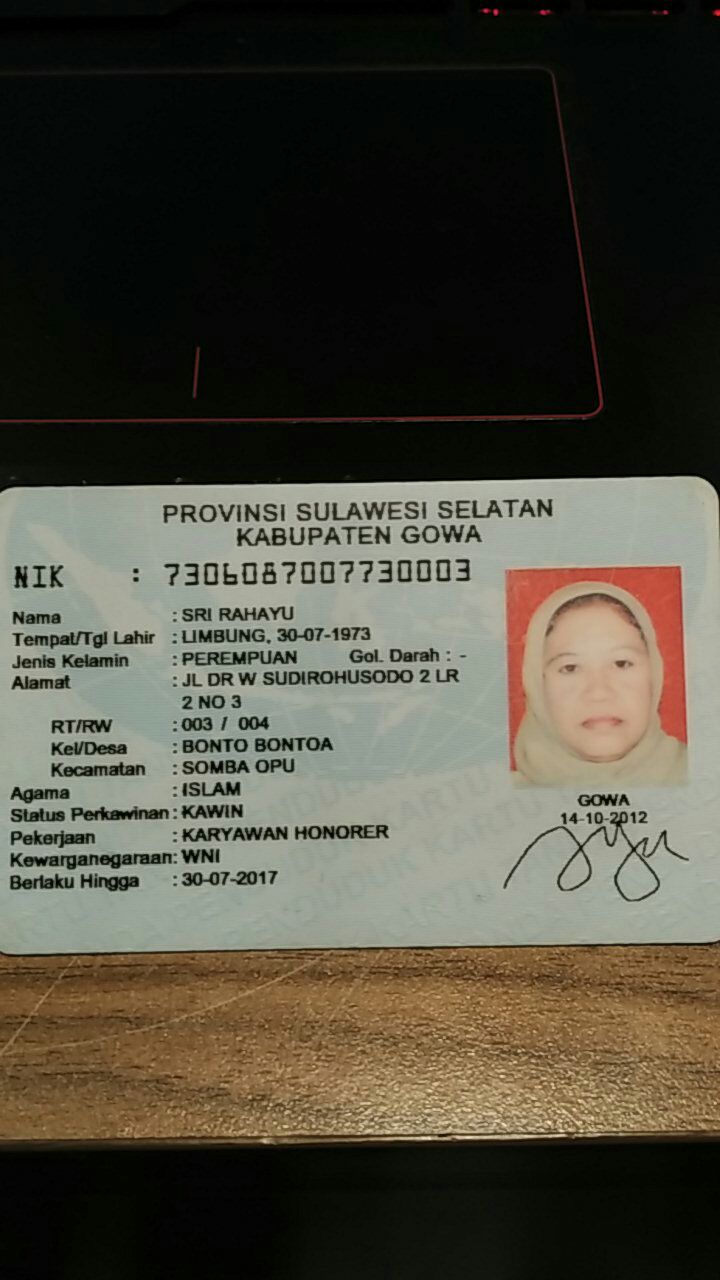 PROVINSI SULAWESI SELATAN
KABUPATEN GOWA
NIK : 7306087007730003
Nama : SRI RAHAYU
Tempat/Tgl Lahir : LIMBUNG, 30-07-1973
Jenis Kelamin : PEREMPUAN Gol. Darah : -
Alamat : JL DR W SUDIROHUSODO 2 LR
2 NO 3
RT/RW : 003 / 004
Kel/Desa : BONTO BONTOA
Kecamatan : SOMBA OPU
Agama : ISLAM
Status Perkawinan : KAWIN
Pekerjaan : KARYAWAN HONORER
Kewarganegaraan: WNI
Berlaku Hingga : 30-07-2017
GOWA
14-10-2012